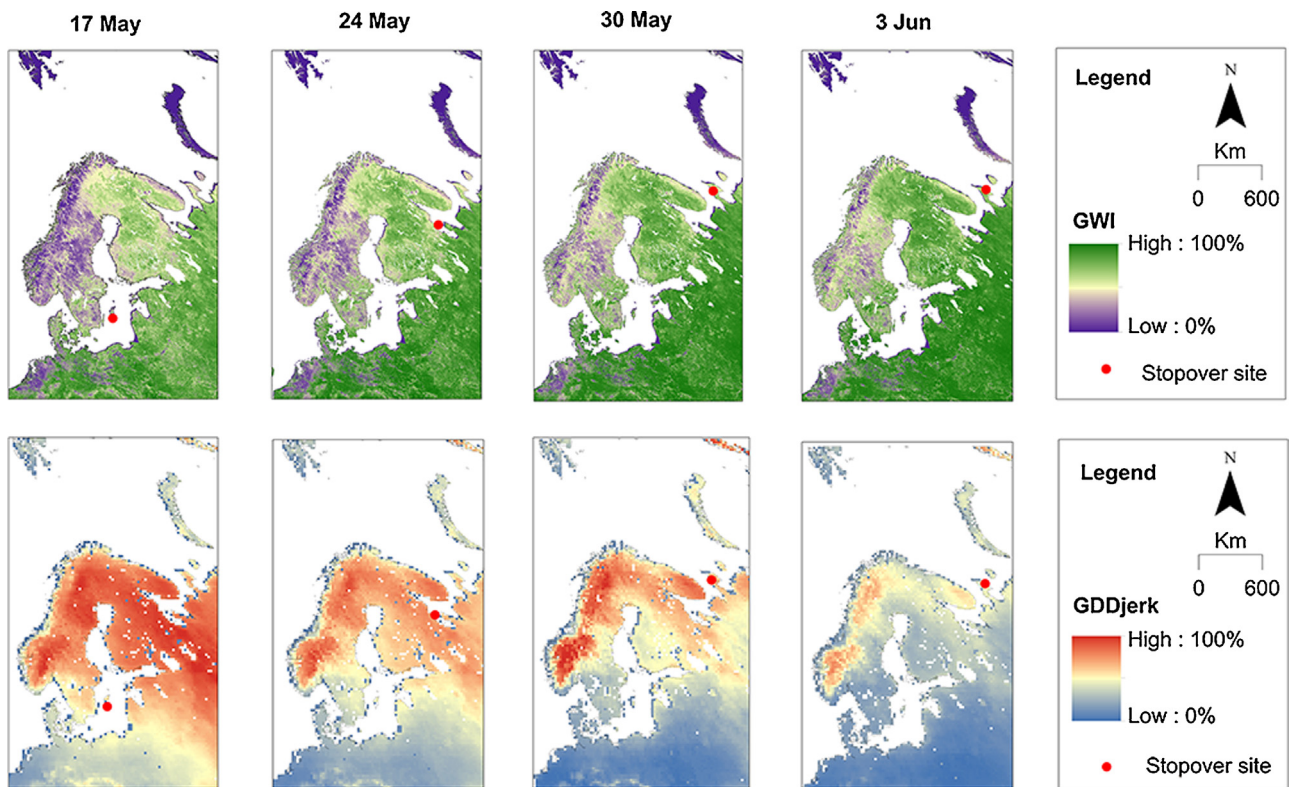 17 May
24 May
30 May
3 Jun
Legend
N
Km
0 600
GWI
High : 100%
Low : 0%
Stopover site
Legend
N
Km
0 600
GDDjerk
High : 100%
Low : 0%
Stopover site